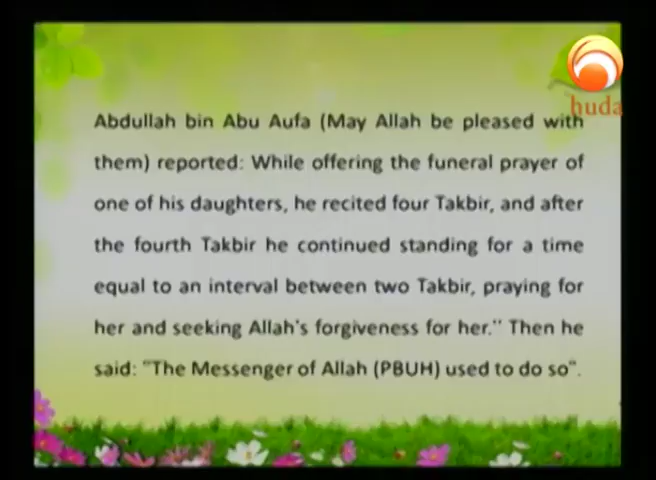 huda
Abdullah bin Abu Aufa (May Allah be pleased with
them) reported: While offering the funeral prayer of
one of his daughters, he recited four Takbir, and after
the fourth Takbir he continued standing for a time
equal to an interval between two Takbir, praying for
her and seeking Allah's forgiveness for her." Then he
said: "The Messenger of Allah (PBUH) used to do so".